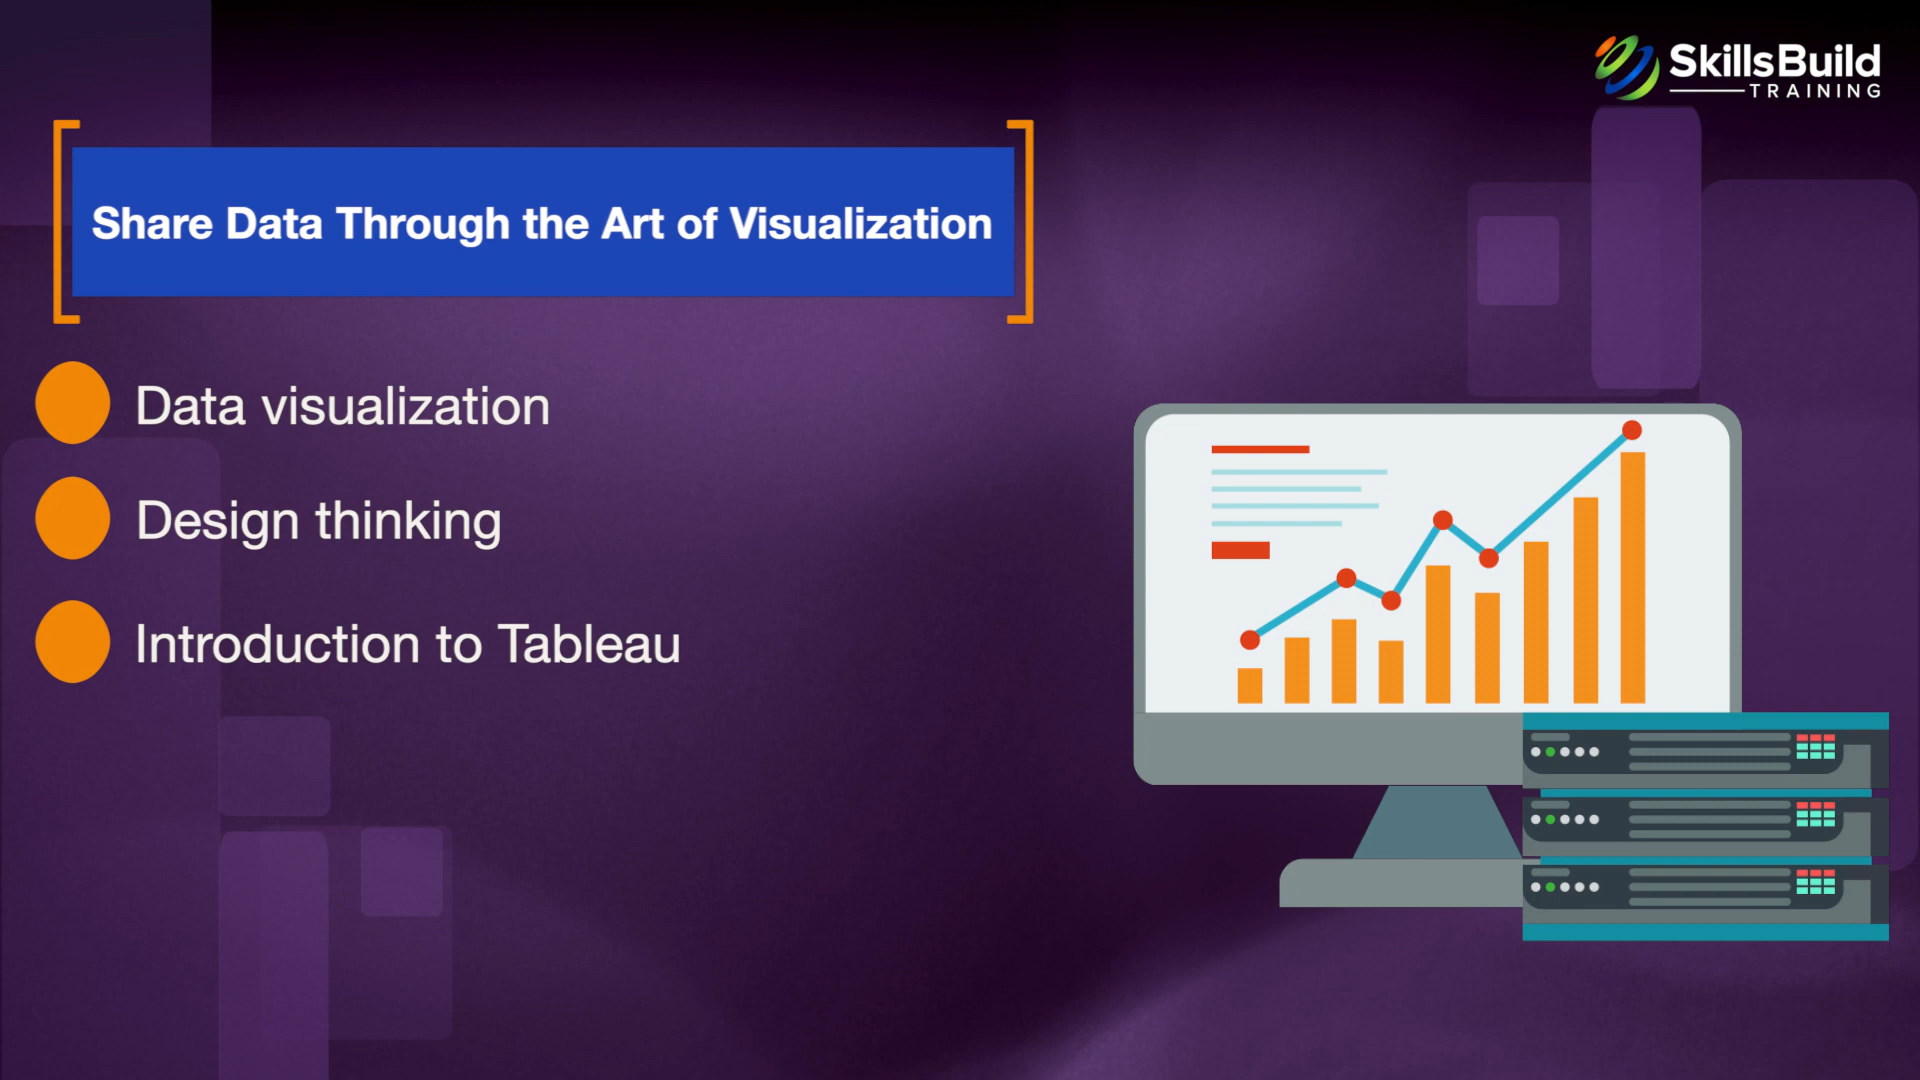 SkillsBuild
TRAINING
Share Data Through the Art of Visualization
Data visualization
Design thinking
Introduction to Tableau